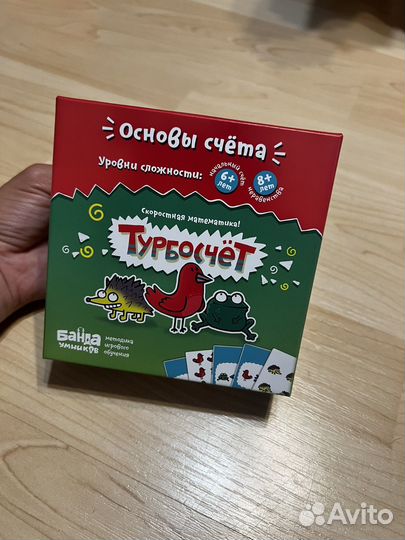 Основы счёта
Уровни сложности:
начальный счёт
6+
лет
8+
лет
неравенства
Скоростная математика!
Турбосчёт
Банда
умников
методика
игрового
обучения
Avito